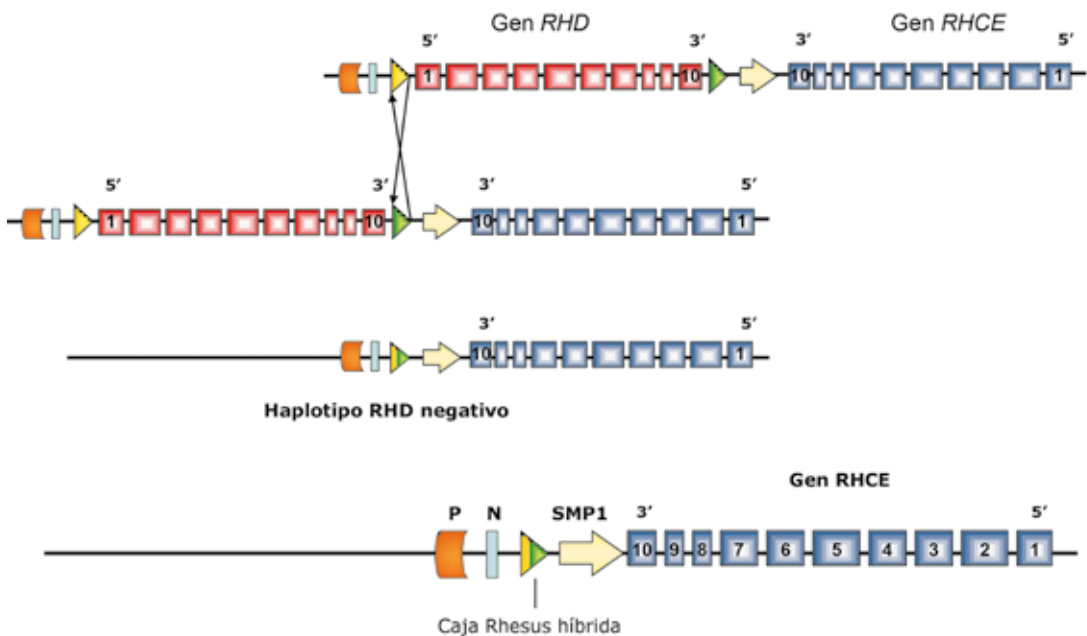 Gen RHD Gen RHCE
5′ 3′ 3′ 5′
1 10 10 1
5′ 3′ 3′ 5′
1 10 10 1
3′ 5′
10 1
Haplotipo RHD negativo
Gen RHCE
P N SMP1 3′ 5′
10 9 8 7 6 5 4 3 2 1
Caja Rhesus híbrida